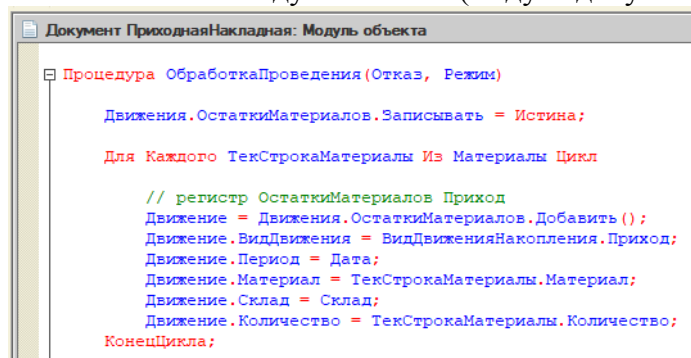 Документ ПриходнаяНакладная: Модуль объекта
Процедура ОбработкаПроведения(Отказ, Режим)
Движения.ОстаткиМатериалов.Записывать = Истина;
Для Каждого ТекСтрокаМатериалы Из Материалы Цикл
// регистр ОстаткиМатериалов Приход
Движение = Движения.ОстаткиМатериалов.Добавить();
Движение.ВидДвижения = ВидДвиженияНакопления.Приход;
Движение.Период = Дата;
Движение.Материал = ТекСтрокаМатериалы.Материал;
Движение.Склад = Склад;
Движение.Количество = ТекСтрокаМатериалы.Количество;
КонецЦикла;